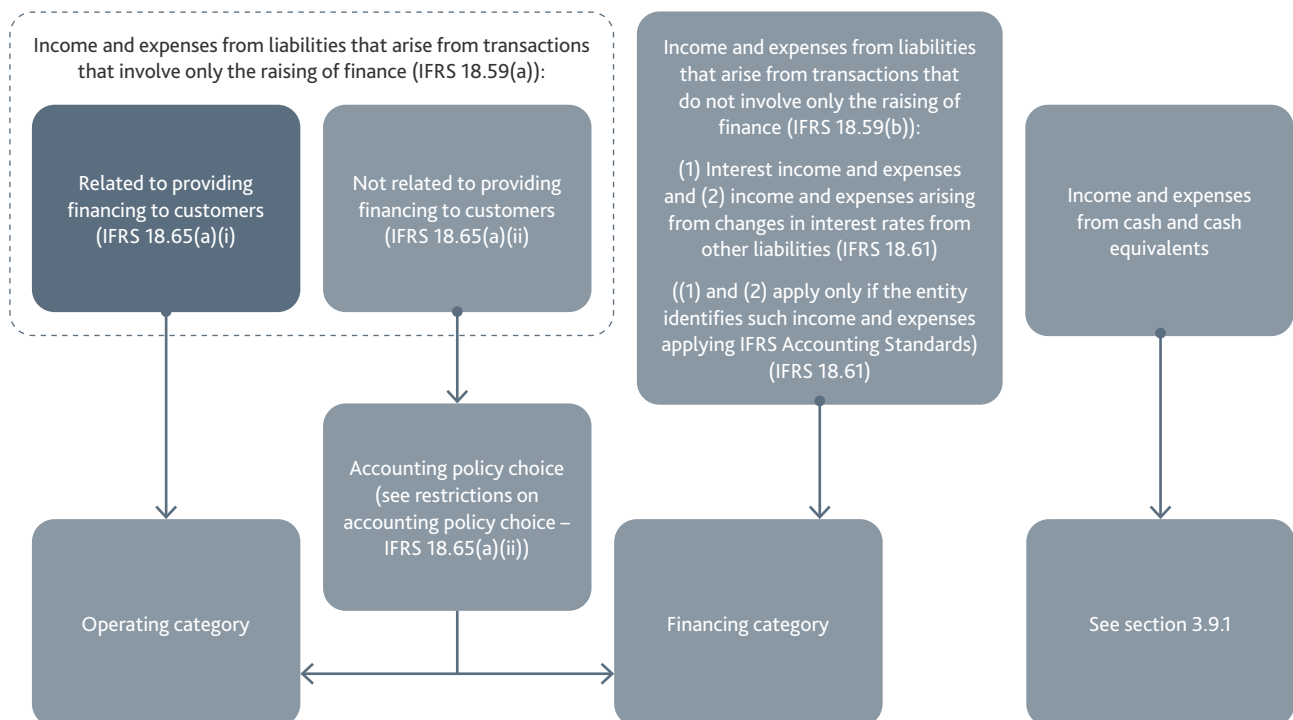 Income and expenses from liabilities that arise from transactions
that involve only the raising of finance (IFRS 18.59(a)):
Related to providing
financing to customers
(IFRS 18.65(a)(i)
Not related to providing
financing to customers
(IFRS 18.65(a)(ii)
Income and expenses from liabilities
that arise from transactions that
do not involve only the raising of
finance (IFRS 18.59(b)):
(1) Interest income and expenses
and (2) income and expenses arising
from changes in interest rates from
other liabilities (IFRS 18.61)
((1) and (2) apply only if the entity
identifies such income and expenses
applying IFRS Accounting Standards)
(IFRS 18.61)
Income and expenses
from cash and cash
equivalents
Accounting policy choice
(see restrictions on
accounting policy choice –
IFRS 18.65(a)(ii))
Operating category
Financing category
See section 3.9.1